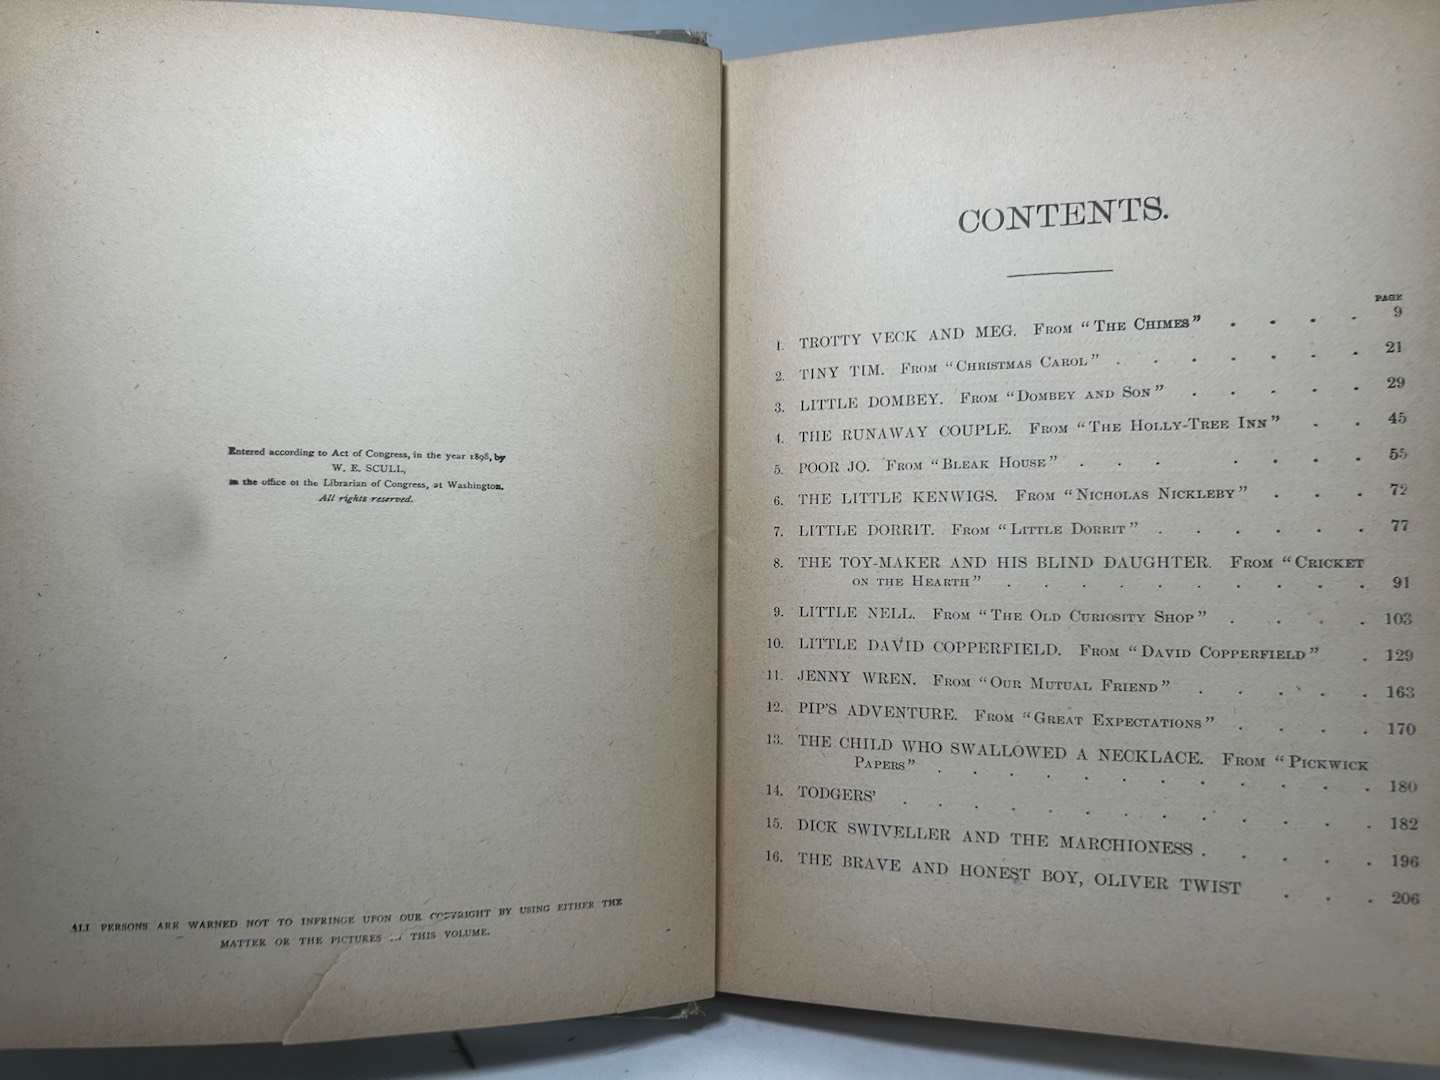 Entered according to Act of Congress, in the year 1898, by
W. E. SCULL,
in the office of the Librarian of Congress, at Washington.
All rights reserved.
ALL PERSONS ARE WARNED NOT TO INFRINGE UPON OUR COPYRIGHT BY USING EITHER THE
MATTER OR THE PICTURES THIS VOLUME.
CONTENTS.
PAGE
1. TROTTY VECK AND MEG. From "The Chimes" . . . . 9
2. TINY TIM. From "Christmas Carol" . . . . . . . 21
3. LITTLE DOMBEY. From "Dombey and Son" . . . . . 29
4. THE RUNAWAY COUPLE. From "The Holly-Tree Inn" . . 45
5. POOR JO. From "Bleak House" . . . . . . . 55
6. THE LITTLE KENWIGS. From "Nicholas Nickleby" . . . 72
7. LITTLE DORRIT. From "Little Dorrit" . . . . . . 77
8. THE TOY-MAKER AND HIS BLIND DAUGHTER. From "Cricket
on the Hearth" . . . . . . . . . . 91
9. LITTLE NELL. From "The Old Curiosity Shop" . . . . 103
10. LITTLE DAVID COPPERFIELD. From "David Copperfield" . 129
11. JENNY WREN. From "Our Mutual Friend" . . . . . 163
12. PIP'S ADVENTURE. From "Great Expectations" . . . . 170
13. THE CHILD WHO SWALLOWED A NECKLACE. From "Pickwick
Papers" . . . . . . . . . . . . 180
14. TODGERS' . . . . . . . . . . . . 182
15. DICK SWIVELLER AND THE MARCHIONESS . . . . . 196
16. THE BRAVE AND HONEST BOY, OLIVER TWIST . . . 206